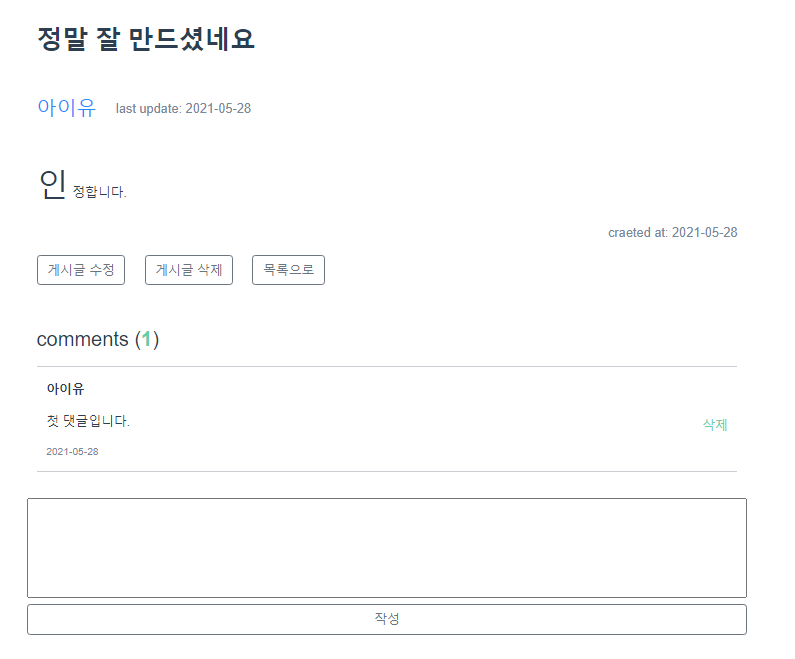 정말 잘 만드셨네요
아이유 last update: 2021-05-28
인 정합니다.
craeted at: 2021-05-28
게시글 수정 게시글 삭제 목록으로
comments (1)
아이유
첫 댓글입니다.
삭제
2021-05-28
작성